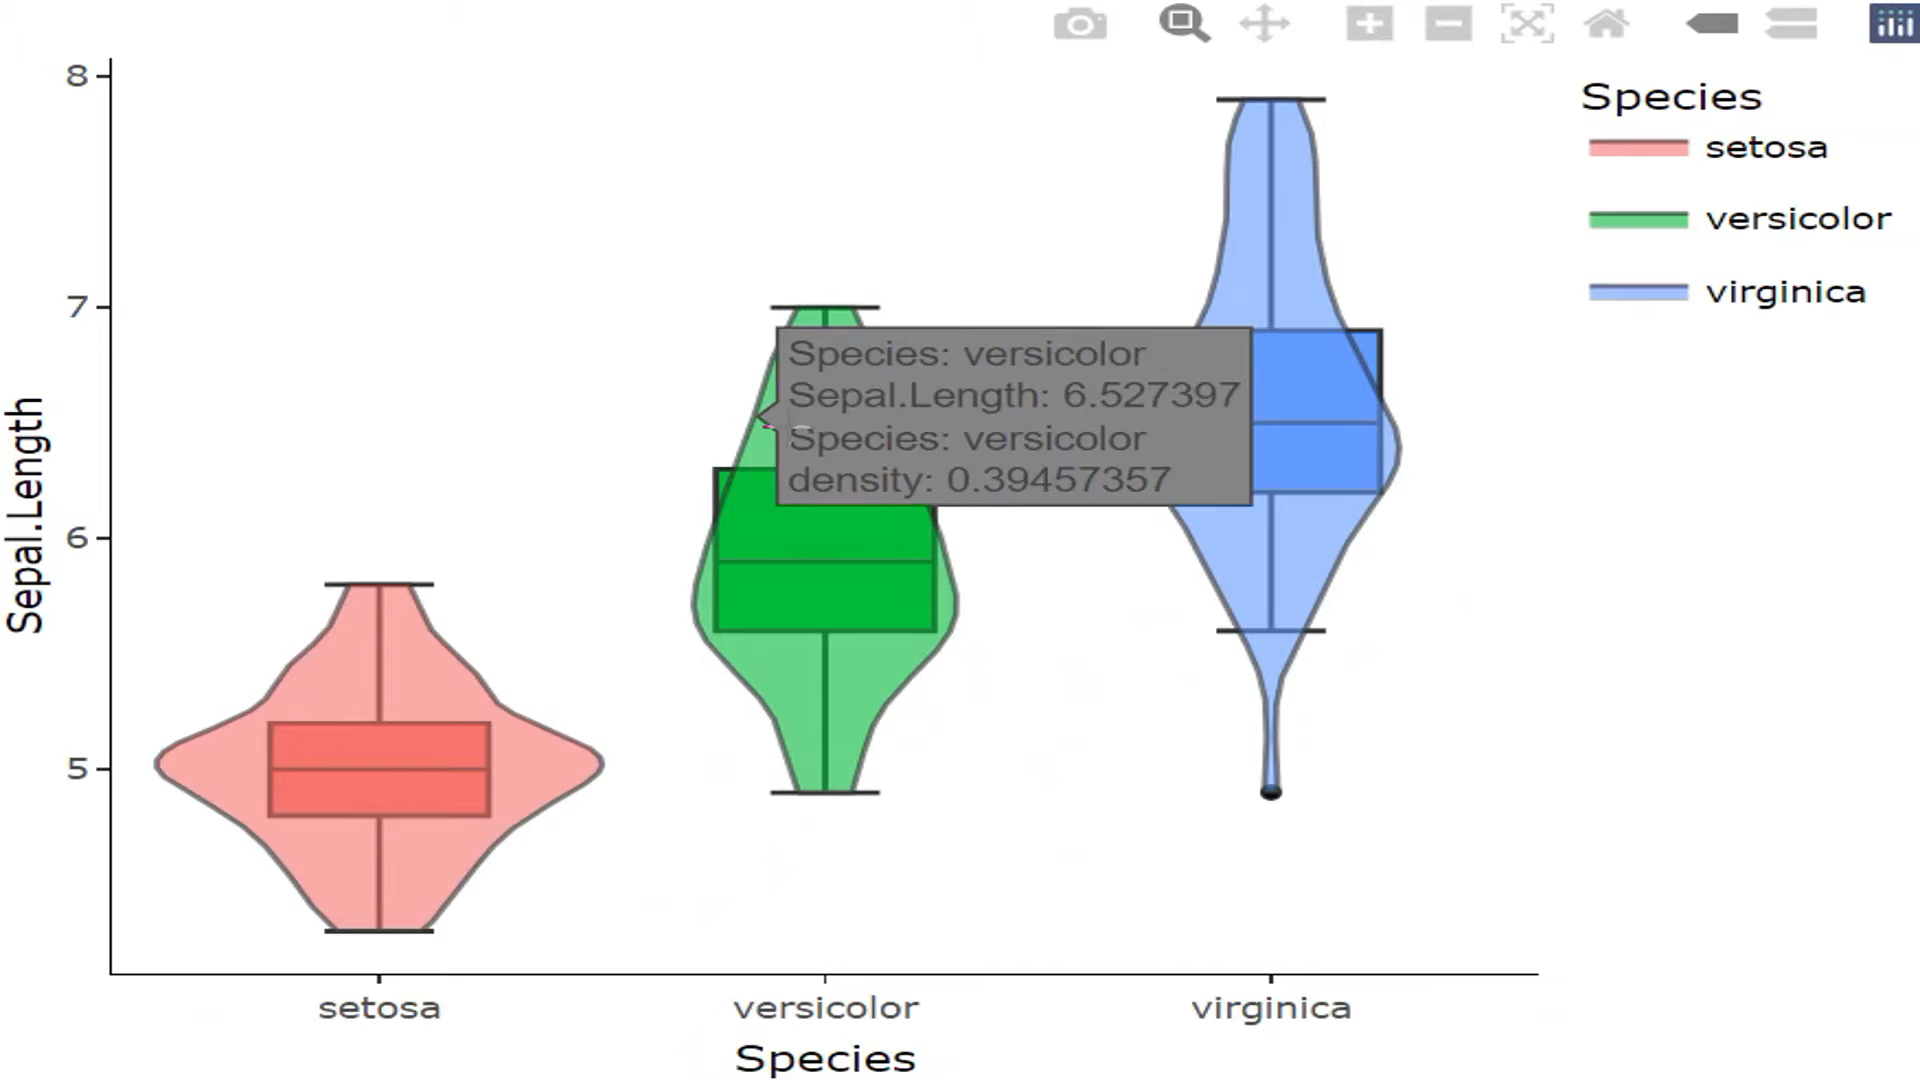 8
7
6
5
Sepal.Length
setosa
versicolor
virginica
Species
Species
setosa
versicolor
virginica
Species: versicolor
Sepal.Length: 6.527397
Species: versicolor
density: 0.39457357